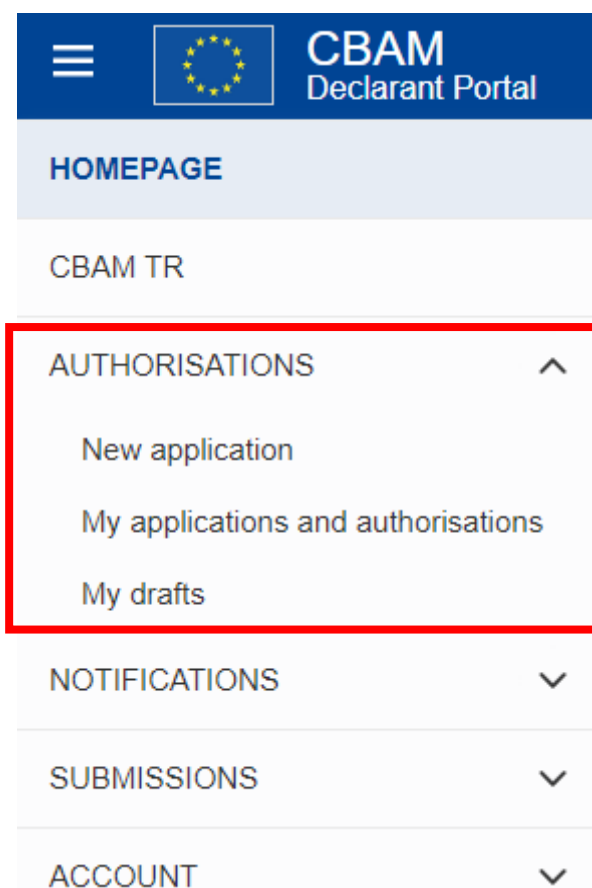 CBAM
Declarant Portal
HOMEPAGE
CBAM TR
AUTHORISATIONS
New application
My applications and authorisations
My drafts
NOTIFICATIONS
SUBMISSIONS
ACCOUNT